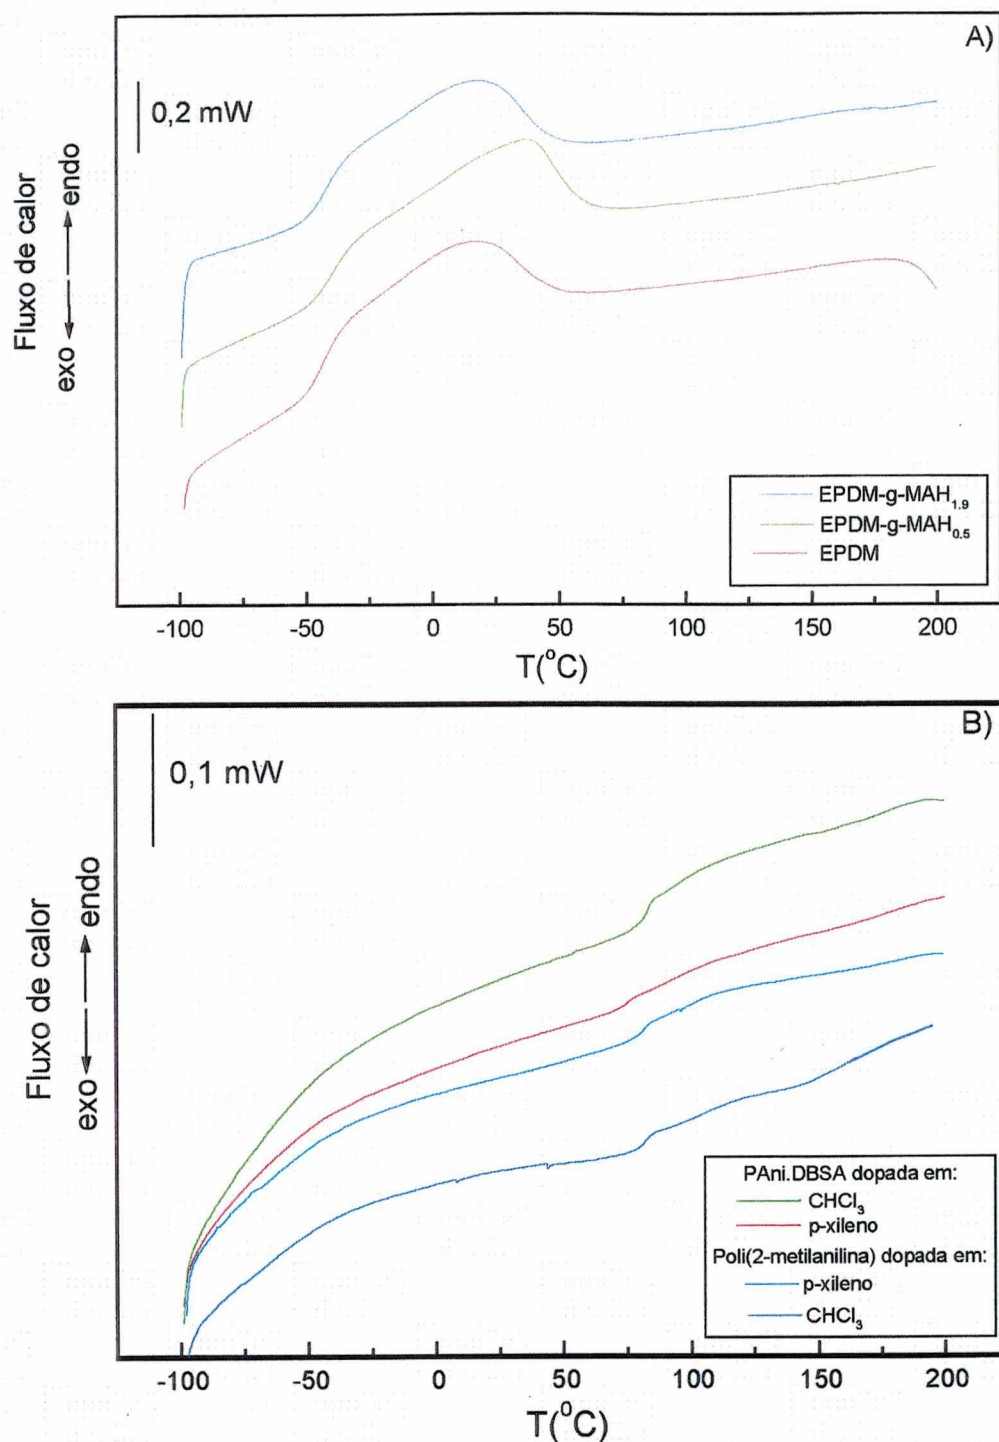 A)
0,2 mW
Fluxo de calor
exo ←— —→ endo
EPDM-g-MAH1.9
EPDM-g-MAH0.5
EPDM
-100 -50 0 50 100 150 200
T(°C)
B)
0,1 mW
Fluxo de calor
exo ←— —→ endo
PAni.DBSA dopada em:
CHCl3
p-xileno
Poli(2-metilanilina) dopada em:
p-xileno
CHCl3
-100 -50 0 50 100 150 200
T(°C)